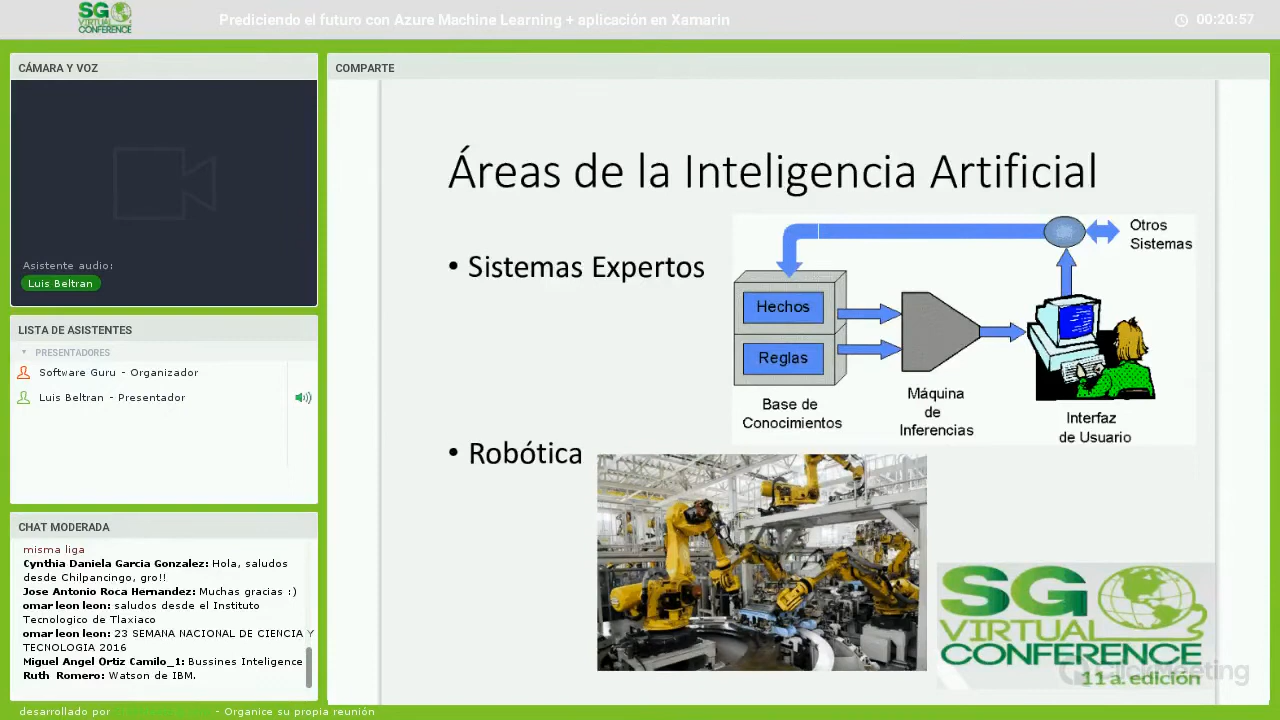 SG
VIRTUAL
CONFERENCE
Prediciendo el futuro con Azure Machine Learning + aplicación en Xamarin
00:20:57
CÁMARA Y VOZ
Asistente audio:
Luis Beltran
LISTA DE ASISTENTES
PRESENTADORES
Software Guru - Organizador
Luis Beltran - Presentador
CHAT MODERADA
misma liga
Cynthia Daniela Garcia Gonzalez: Hola, saludos
desde Chilpancingo, gro!!
Jose Antonio Roca Hernandez: Muchas gracias :)
omar leon leon: saludos desde el Instituto
Tecnologico de Tlaxiaco
omar leon leon: 23 SEMANA NACIONAL DE CIENCIA Y
TECNOLOGIA 2016
Miguel Angel Ortiz Camilo_1: Bussines Inteligence
Ruth Romero: Watson de IBM.
desarrollado por
- Organice su propia reunión
COMPARTE
Áreas de la Inteligencia Artificial
• Sistemas Expertos
Hechos
Reglas
Base de
Conocimientos
Máquina
de
Inferencias
Interfaz
de Usuario
Otros
Sistemas
• Robótica
SG
VIRTUAL
CONFERENCE
11 a. edición
ClickMeeting